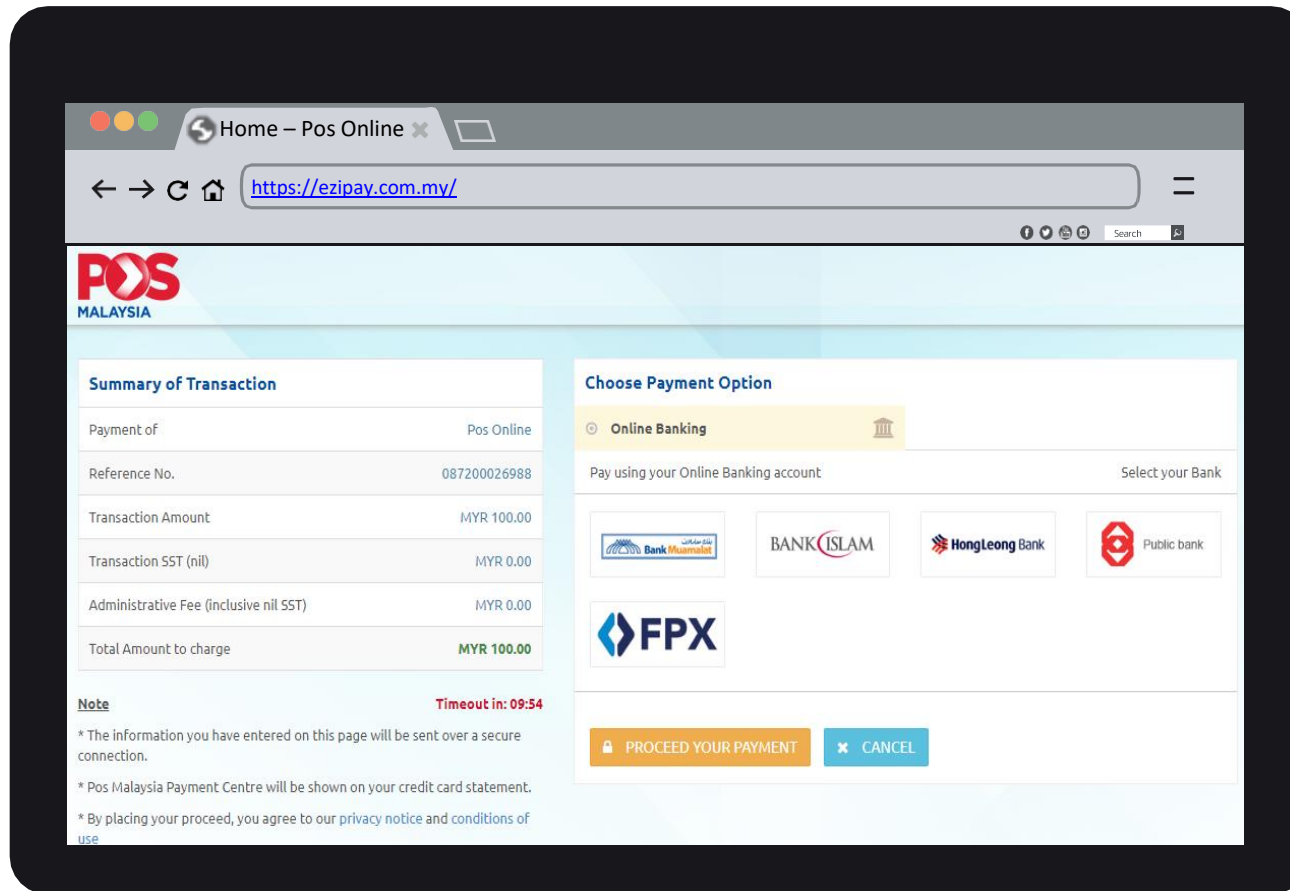 Home – Pos Online
https://ezipay.com.my/
Search
POS
MALAYSIA
Summary of Transaction
Payment of Pos Online
Reference No. 087200026988
Transaction Amount MYR 100.00
Transaction SST (nil) MYR 0.00
Administrative Fee (inclusive nil SST) MYR 0.00
Total Amount to charge MYR 100.00
Note Timeout in: 09:54
* The information you have entered on this page will be sent over a secure
connection.
* Pos Malaysia Payment Centre will be shown on your credit card statement.
* By placing your proceed, you agree to our privacy notice and conditions of
use
Choose Payment Option
Online Banking
Pay using your Online Banking account Select your Bank
Bank Muamalat
BANK ISLAM
HongLeong Bank
Public bank
FPX
PROCEED YOUR PAYMENT
CANCEL